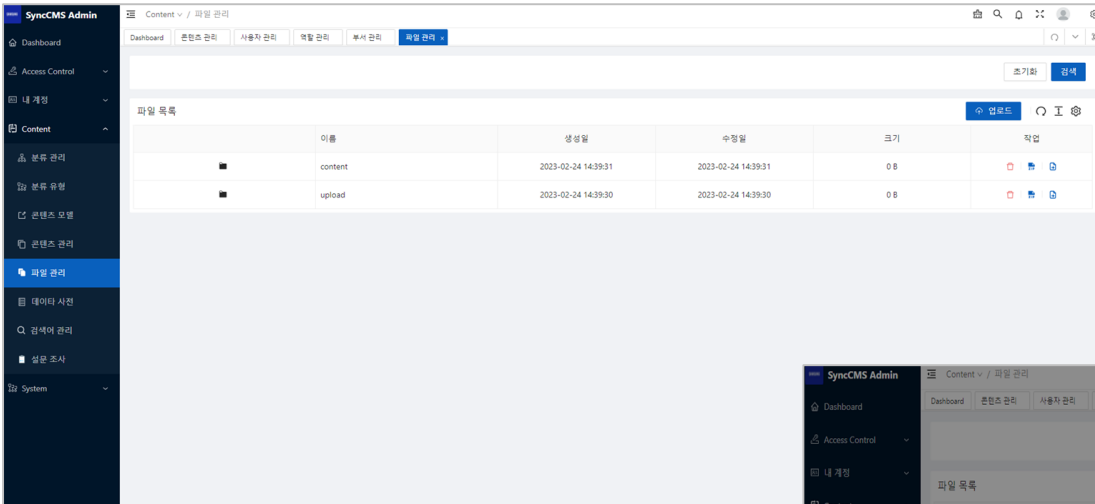 SyncCMS Admin
Content / 파일 관리
Dashboard
콘텐츠 관리
사용자 관리
역할 관리
부서 관리
파일 관리 ×
Dashboard
Access Control
내 계정
Content
분류 관리
분류 유형
콘텐츠 모델
콘텐츠 관리
파일 관리
데이타 사전
검색어 관리
설문 조사
System
초기화
검색
파일 목록
업로드
이름 생성일 수정일 크기 작업
content 2023-02-24 14:39:31 2023-02-24 14:39:31 0 B
upload 2023-02-24 14:39:30 2023-02-24 14:39:30 0 B
SyncCMS Admin
Content / 파일 관리
Dashboard
콘텐츠 관리
사용자 관리
Dashboard
Access Control
내 계정
파일 목록